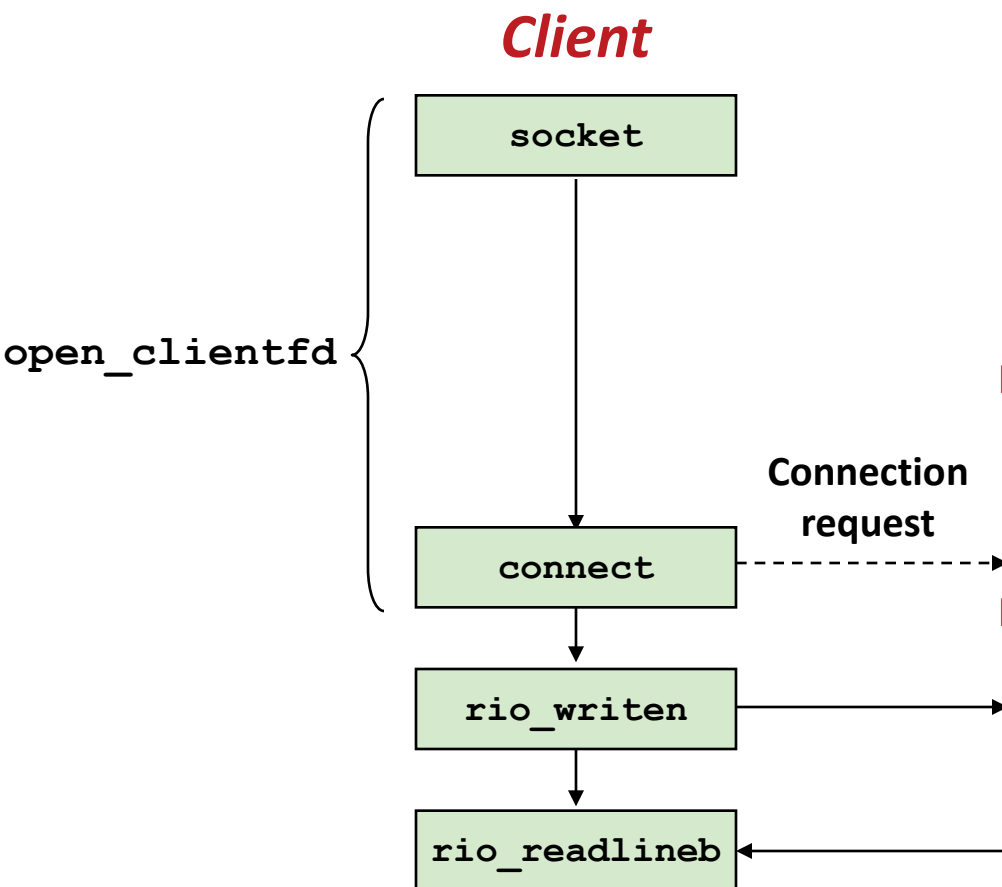 Client
socket
open_clientfd
Connection
request
connect
rio_writen
rio_readlineb